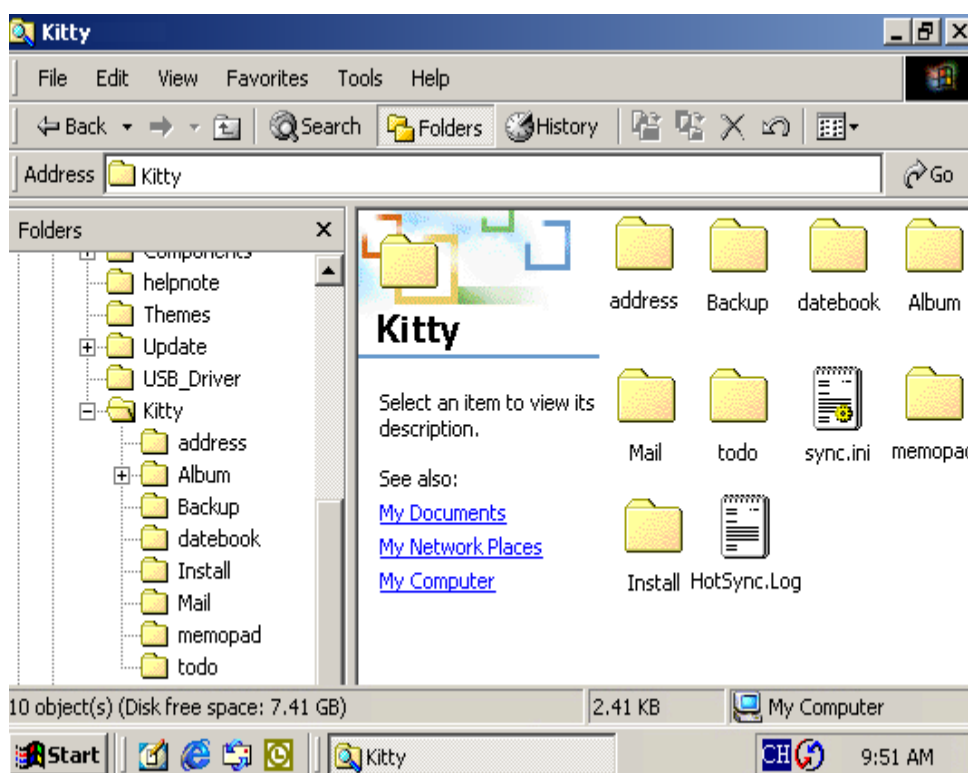 Kitty
File Edit View Favorites Tools Help
Back Search Folders History
Address Kitty Go
Folders
Components
helpnote
Themes
Update
USB_Driver
Kitty
address
Album
Backup
datebook
Install
Mail
memopad
todo
Kitty
Select an item to view its
description.
See also:
My Documents
My Network Places
My Computer
address Backup datebook Album
Mail todo sync.ini memopad
Install HotSync.Log
10 object(s) (Disk free space: 7.41 GB) 2.41 KB My Computer
Start Kitty CH 9:51 AM